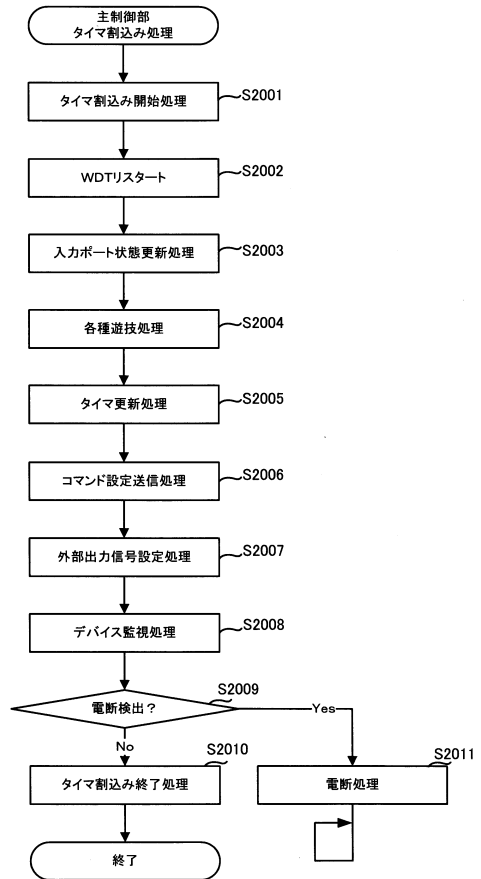 主制御部
タイマ割込み処理
タイマ割込み開始処理
S2001
WDTリスタート
S2002
入力ポート状態更新処理
S2003
各種遊技処理
S2004
タイマ更新処理
S2005
コマンド設定送信処理
S2006
外部出力信号設定処理
S2007
デバイス監視処理
S2008
電断検出?
S2009
Yes
No
タイマ割込み終了処理
S2010
電断処理
S2011
終了